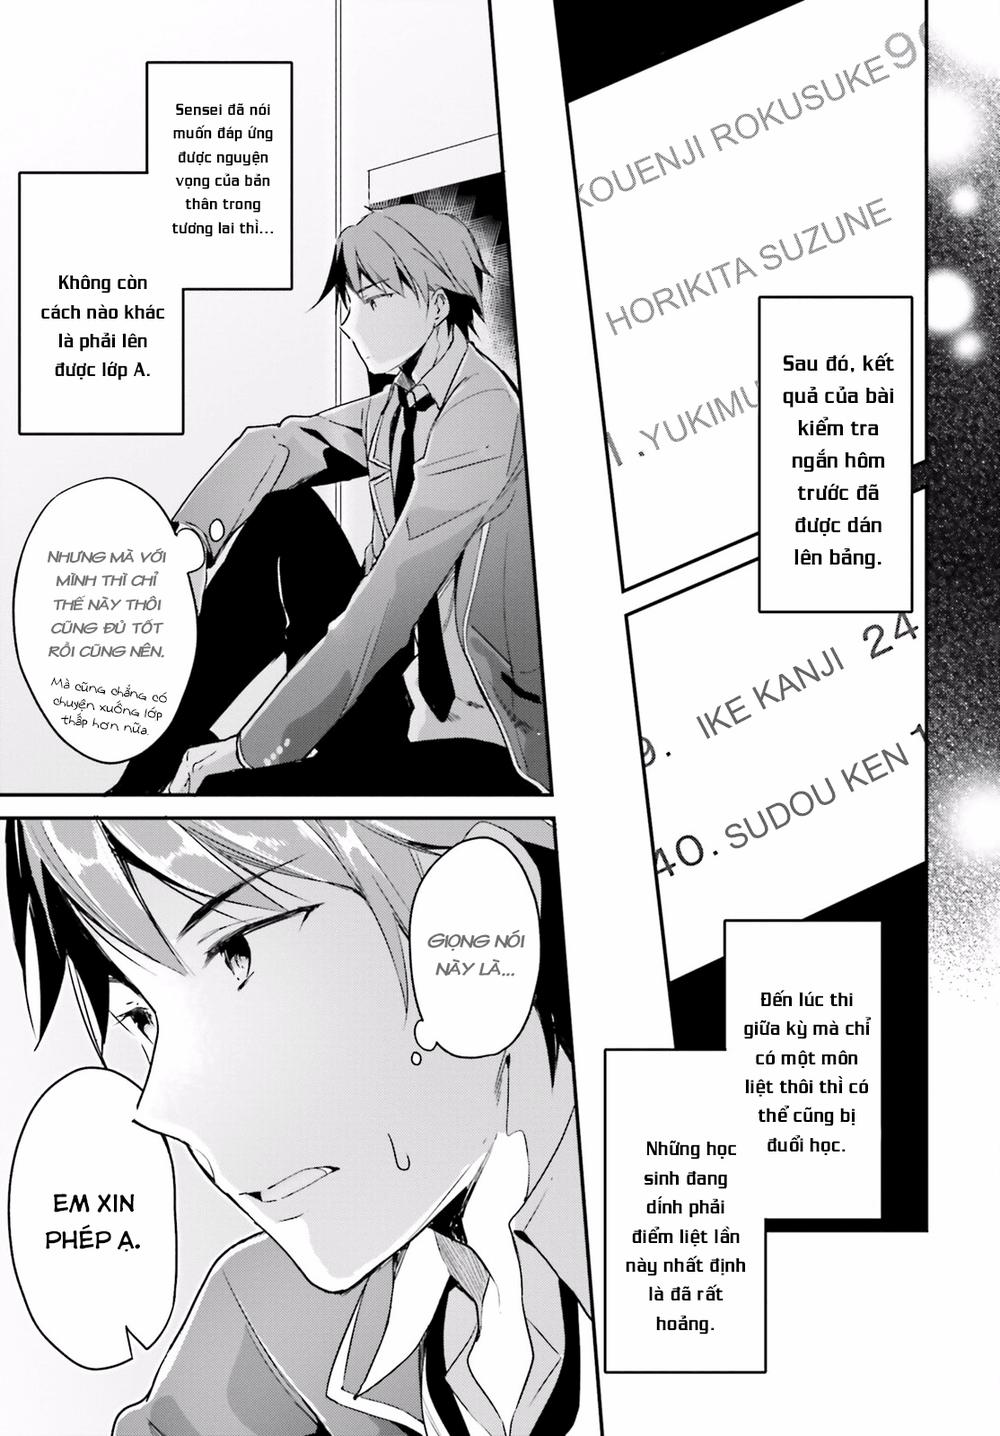 KOUENJI ROKUSUKE
HORIKITA SUZUNE
1. YUKIMU
Sau đó, kết
quả của bài
kiểm tra
ngắn hôm
trước đã
được dán
lên bảng.
9. IKE KANJI 24
40. SUDOU KEN 1
Đến lúc thi
giữa kỳ mà chỉ
có một môn
liệt thôi thì có
thể cũng bị
đuổi học.
Những học
sinh đang
dính phải
điểm liệt lần
này nhất định
là đã rất
hoảng.
Sensei đã nói
muốn đáp ứng
được nguyện
vọng của bản
thân trong
tương lai thì...
Không còn
cách nào khác
là phải lên
được lớp A.
NHƯNG MÀ VỚI
MÌNH THÌ CHỈ
THẾ NÀY THÔI
CŨNG ĐỦ TỐT
RỒI CŨNG NÊN.
Mà cũng chẳng có
chuyện xuống lớp
thấp hơn nữa.
GIỌNG NÓI
NÀY LÀ...
EM XIN
PHÉP Ạ.